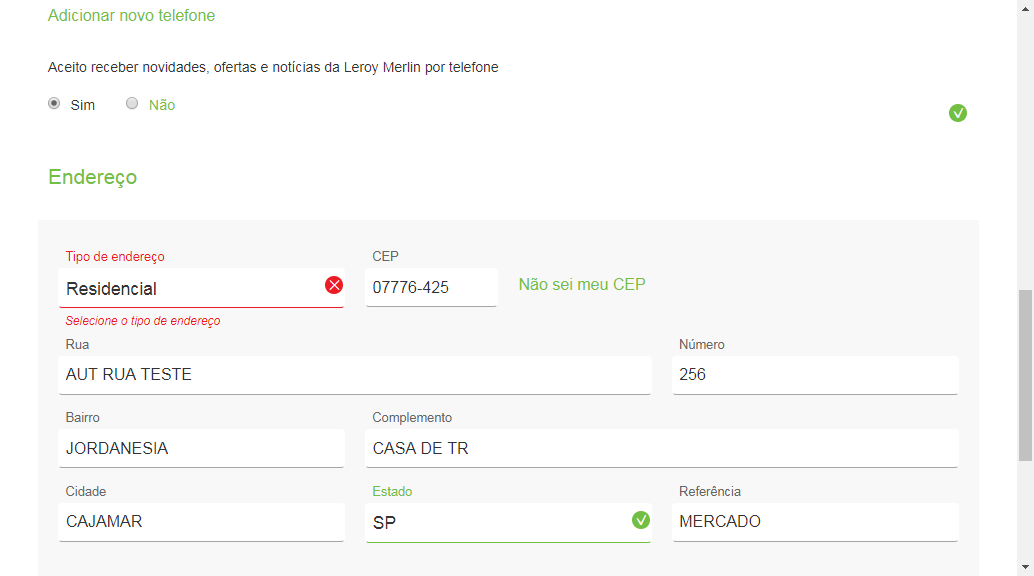 Adicionar novo telefone
Aceito receber novidades, ofertas e notícias da Leroy Merlin por telefone
Sim Não
Endereço
Tipo de endereço CEP
Residencial 07776-425 Não sei meu CEP
Selecione o tipo de endereço
Rua Número
AUT RUA TESTE 256
Bairro Complemento
JORDANESIA CASA DE TR
Cidade Estado Referência
CAJAMAR SP MERCADO